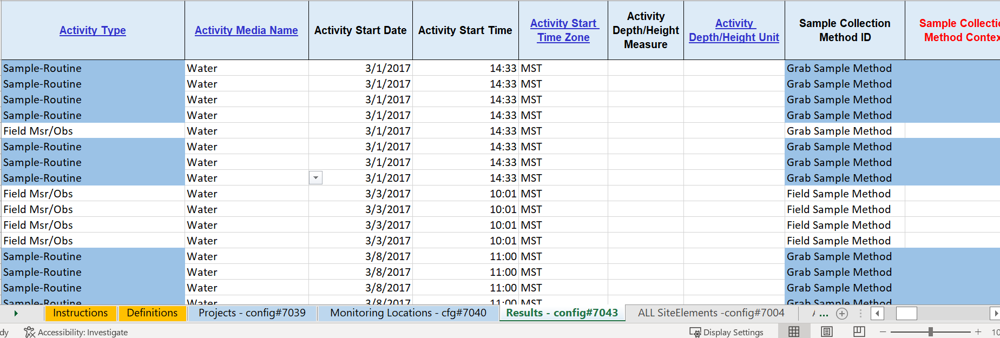 Activity Type Activity Media Name Activity Start Date Activity Start Time Activity Start Time Zone Activity Depth/Height Measure Activity Depth/Height Unit Sample Collection Method ID Sample Method
Sample-Routine Water 3/1/2017 14:33 MST Grab Sample Method
Sample-Routine Water 3/1/2017 14:33 MST Grab Sample Method
Sample-Routine Water 3/1/2017 14:33 MST Grab Sample Method
Sample-Routine Water 3/1/2017 14:33 MST Grab Sample Method
Field Msr/Obs Water 3/1/2017 14:33 MST Grab Sample Method
Sample-Routine Water 3/1/2017 14:33 MST Grab Sample Method
Sample-Routine Water 3/1/2017 14:33 MST Grab Sample Method
Sample-Routine Water 3/1/2017 14:33 MST Grab Sample Method
Field Msr/Obs Water 3/3/2017 10:01 MST Field Sample Method
Field Msr/Obs Water 3/3/2017 10:01 MST Field Sample Method
Field Msr/Obs Water 3/3/2017 10:01 MST Field Sample Method
Field Msr/Obs Water 3/3/2017 10:01 MST Field Sample Method
Sample-Routine Water 3/8/2017 11:00 MST Grab Sample Method
Sample-Routine Water 3/8/2017 11:00 MST Grab Sample Method
Sample-Routine Water 3/8/2017 11:00 MST Grab Sample Method
Sample-Routine Water 3/8/2017 11:00 MST Grab Sample Method
Instructions Definitions Projects - config#7039 Monitoring Locations - cfg#7040 Results - config#7043 ALL SiteElements -config#7004 ...
Accessibility: Investigate Display Settings